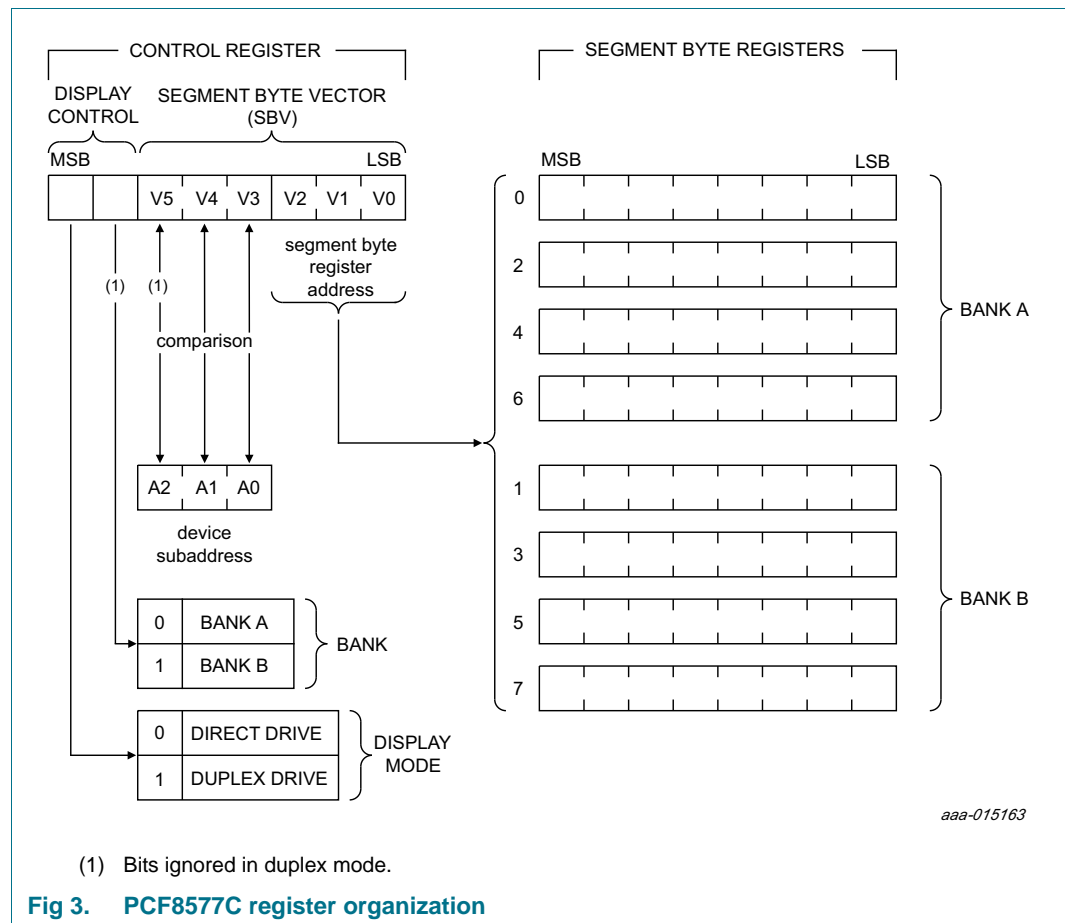 CONTROL REGISTER
SEGMENT BYTE REGISTERS
DISPLAY
CONTROL
SEGMENT BYTE VECTOR
(SBV)
MSB
LSB
V5 V4 V3 V2 V1 V0
segment byte
register
address
(1) (1)
comparison
A2 A1 A0
device
subaddress
0 BANK A
1 BANK B
BANK
0 DIRECT DRIVE
1 DUPLEX DRIVE
DISPLAY
MODE
MSB
LSB
0
2
4
6
BANK A
1
3
5
7
BANK B
aaa-015163
(1) Bits ignored in duplex mode.
Fig 3. PCF8577C register organization